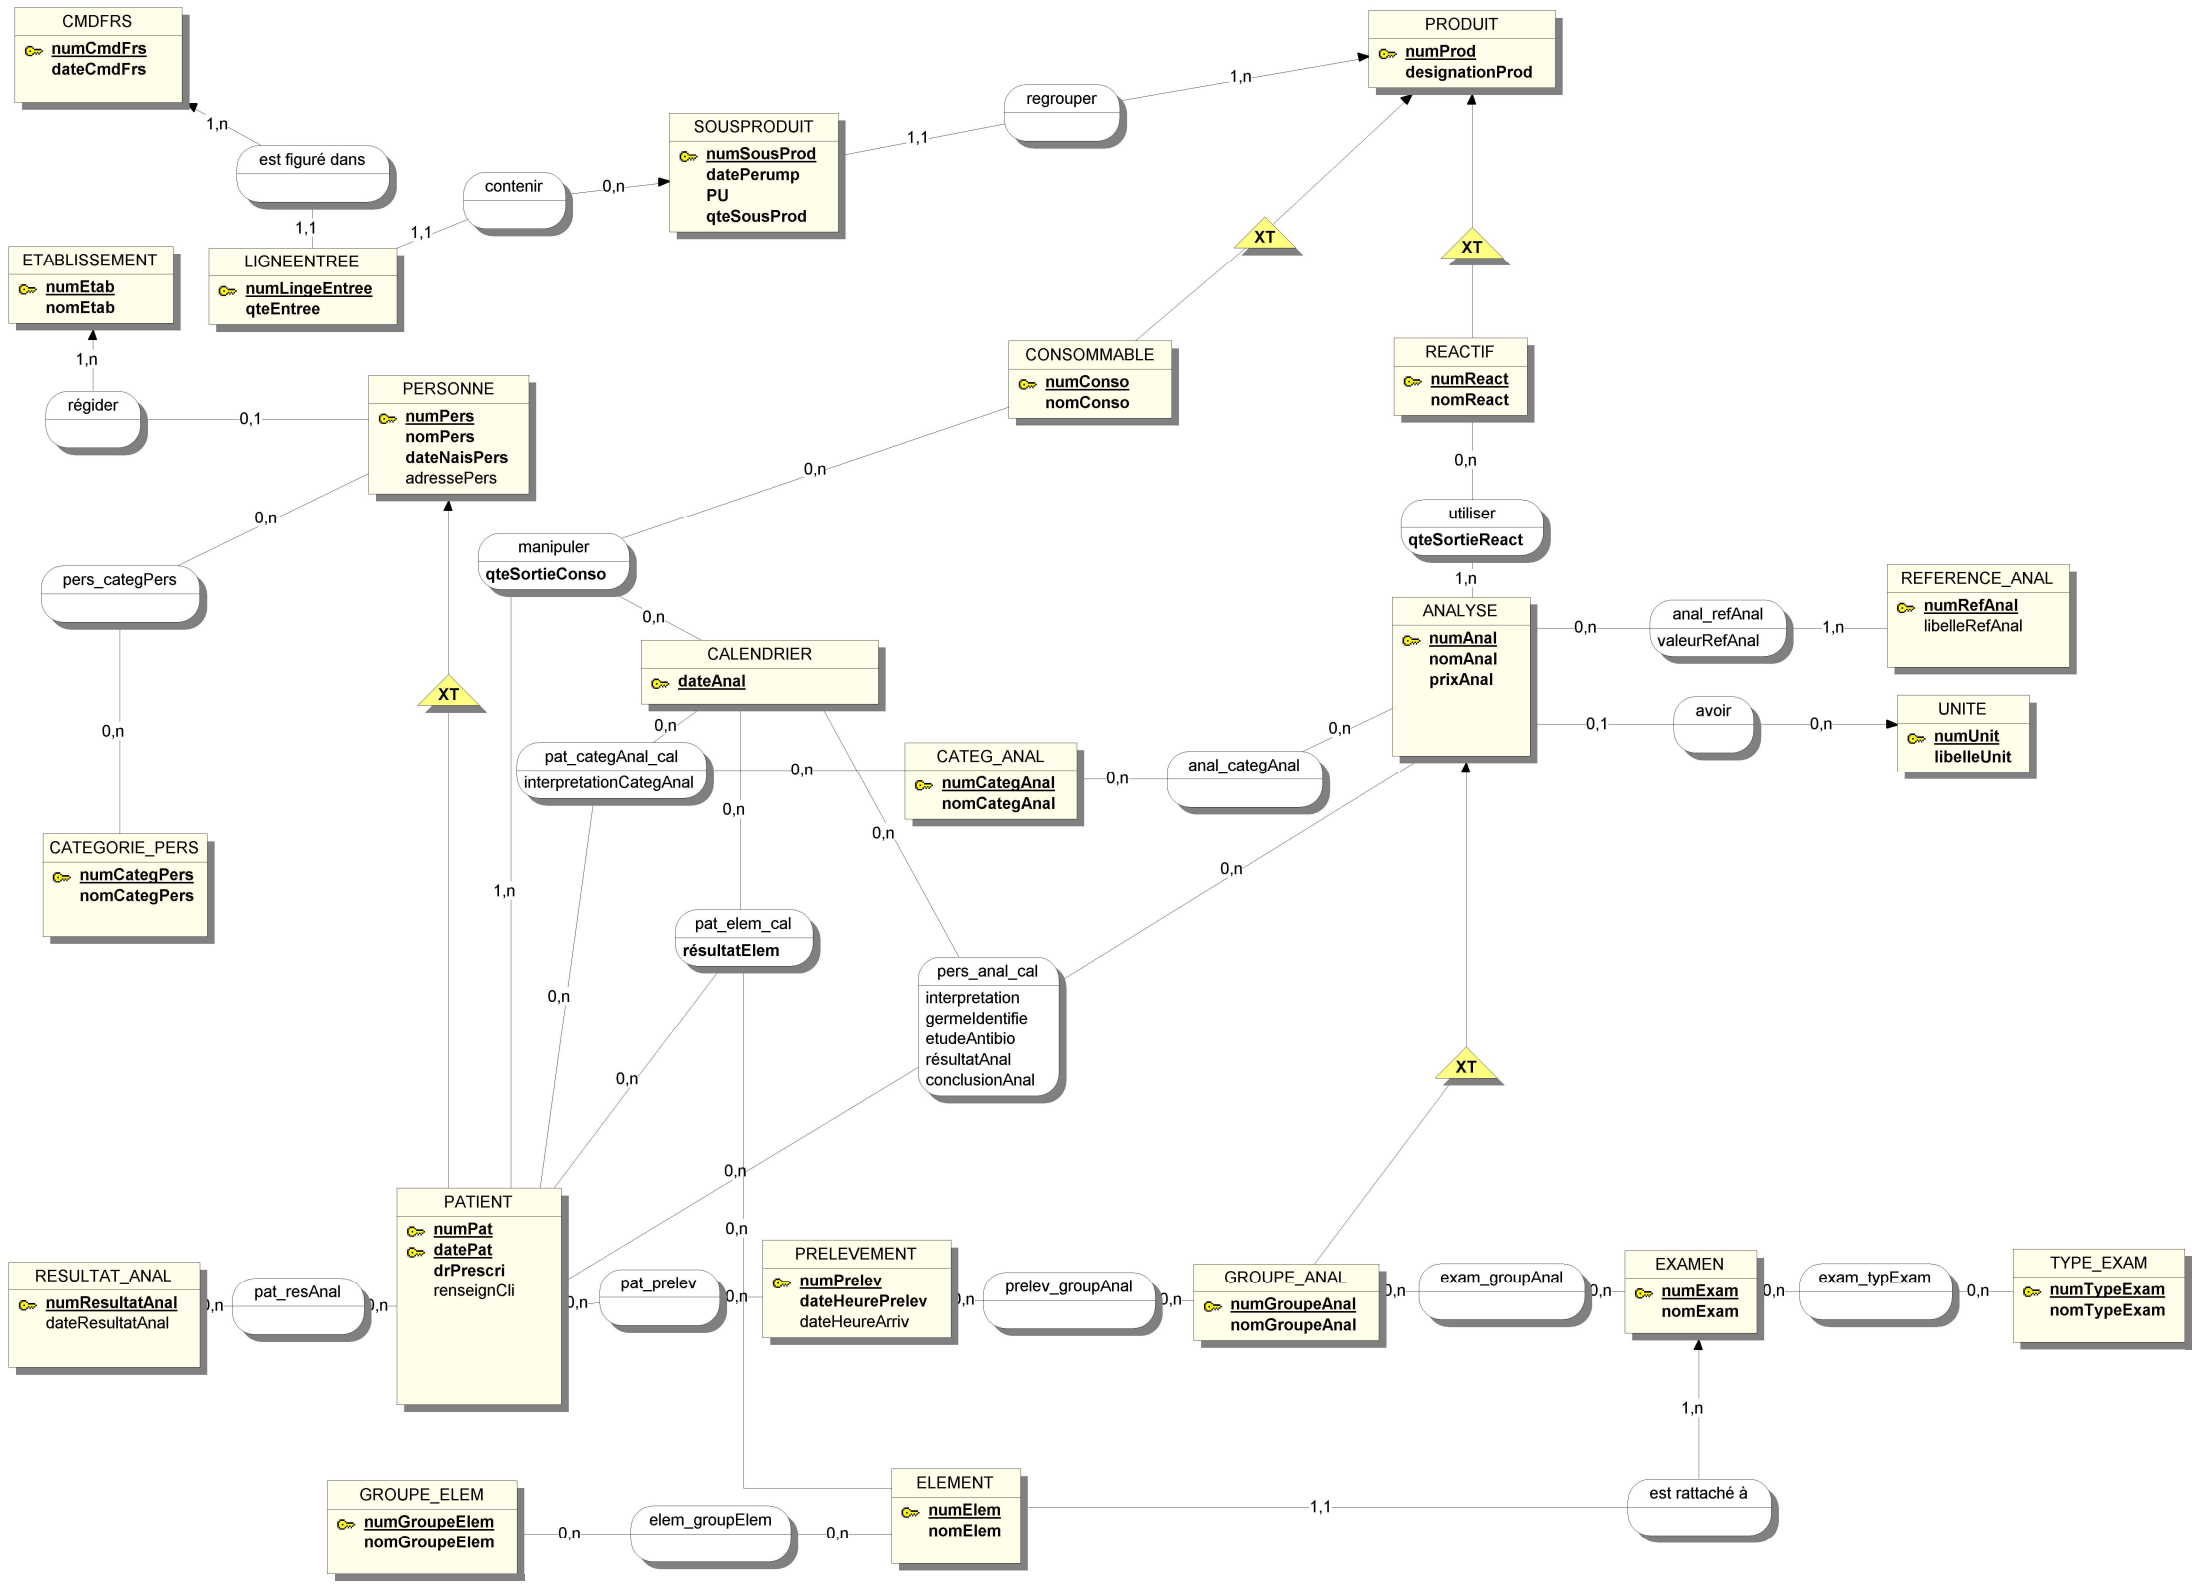 CMDFRS
numCmdFrs
dateCmdFrs
PRODUIT
numProd
designationProd
1,n
regrouper
1,1
SOUSPRODUIT
numSousProd
datePerump
PU
qteSousProd
1,n
est figuré dans
1,1
contenir
0,n
1,1
ETABLISSEMENT
numEtab
nomEtab
LIGNEENTREE
numLingeEntree
qteEntree
XT
XT
1,n
régider
0,1
PERSONNE
numPers
nomPers
dateNaisPers
adressePers
CONSOMMABLE
numConso
nomConso
REACTIF
numReact
nomReact
0,n
0,n
0,n
utiliser
qteSortieReact
1,n
manipuler
qteSortieConso
0,n
pers_categPers
0,n
XT
CALENDRIER
dateAnal
ANALYSE
numAnal
nomAnal
prixAnal
0,n
anal_refAnal
valeurRefAnal
1,n
REFERENCE_ANAL
numRefAnal
libelleRefAnal
0,1
avoir
0,n
UNITE
numUnit
libelleUnit
0,n
pat_categAnal_cal
interpretationCategAnal
0,n
CATEG_ANAL
numCategAnal
nomCategAnal
0,n
anal_categAnal
0,n
0,n
0,n
CATEGORIE_PERS
numCategPers
nomCategPers
1,n
0,n
pat_elem_cal
résultatElem
0,n
0,n
pers_anal_cal
interpretation
germeIdentifie
etudeAntibio
résultatAnal
conclusionAnal
XT
0,n
0,n
PATIENT
numPat
datePat
drPrescri
renseignCli
RESULTAT_ANAL
numResultatAnal
dateResultatAnal
0,n
pat_resAnal
0,n
0,n
pat_prelev
0,n
PRELEVEMENT
numPrelev
dateHeurePrelev
dateHeureArriv
0,n
prelev_groupAnal
0,n
GROUPE_ANAL
numGroupeAnal
nomGroupeAnal
0,n
exam_groupAnal
0,n
EXAMEN
numExam
nomExam
0,n
exam_typExam
0,n
TYPE_EXAM
numTypeExam
nomTypeExam
1,n
GROUPE_ELEM
numGroupeElem
nomGroupeElem
0,n
elem_groupElem
0,n
ELEMENT
numElem
nomElem
1,1
est rattaché à